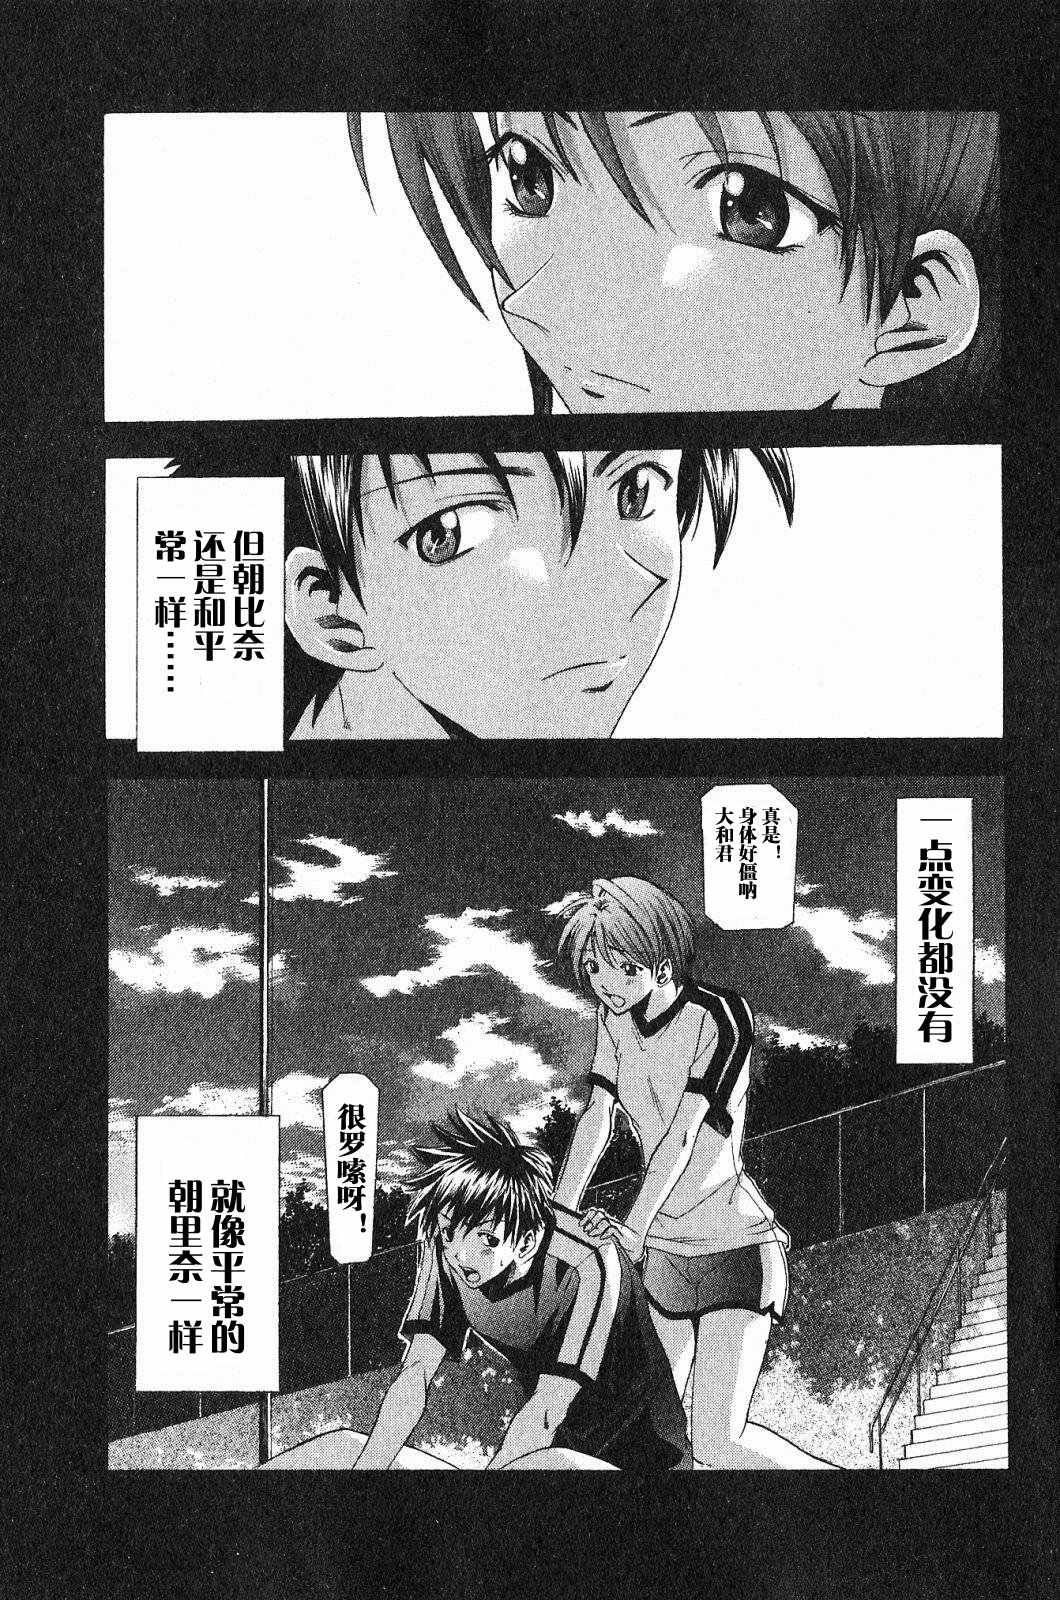 但朝比奈
还是和平
常一样……
真是！
身体好僵呐
大和君
一点变化都没有
很罗嗦呀！
就像平常的
朝里奈一样